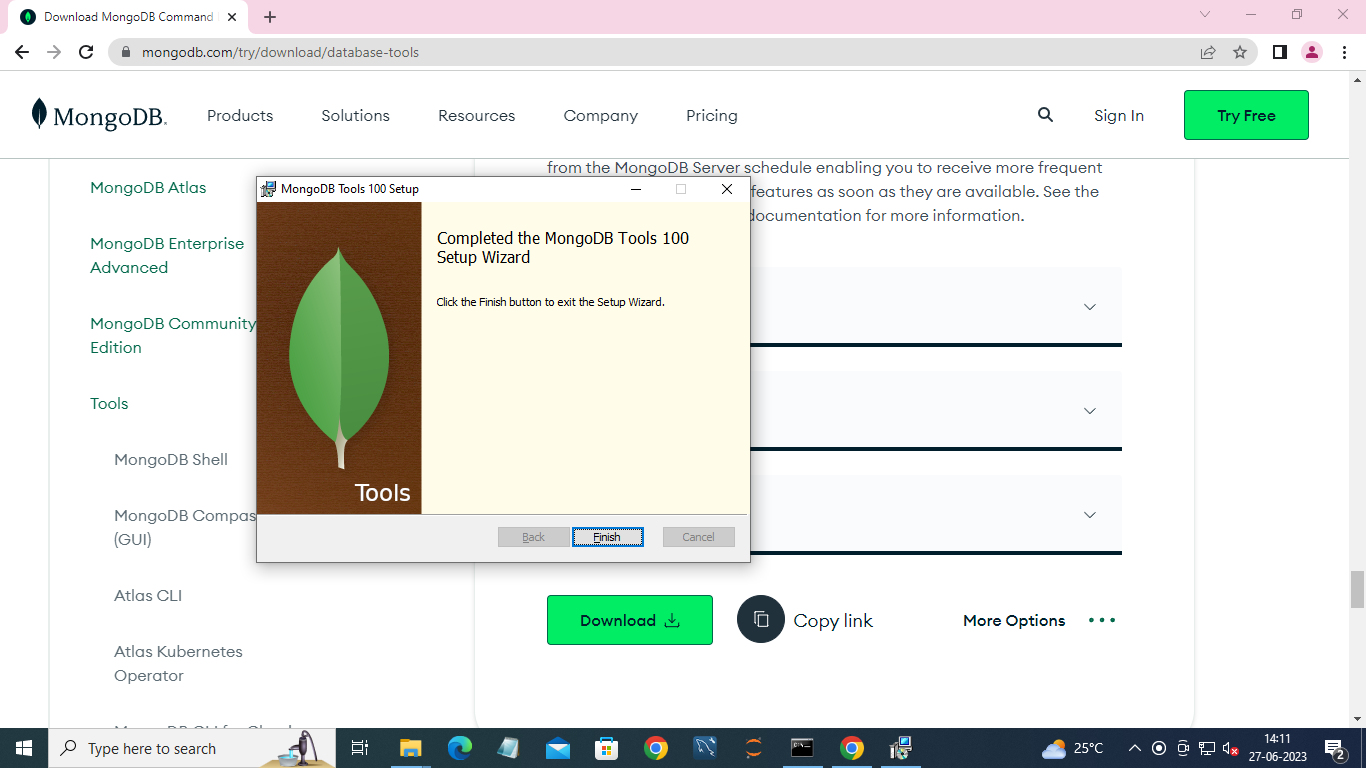 Download MongoDB Command
mongodb.com/try/download/database-tools
MongoDB.
Products
Solutions
Resources
Company
Pricing
Sign In
Try Free
MongoDB Atlas
MongoDB Enterprise
Advanced
MongoDB Community
Edition
Tools
MongoDB Shell
MongoDB Compas
(GUI)
Atlas CLI
Atlas Kubernetes
Operator
from the MongoDB Server schedule enabling you to receive more frequent
features as soon as they are available. See the
documentation for more information.
MongoDB Tools 100 Setup
Completed the MongoDB Tools 100
Setup Wizard
Click the Finish button to exit the Setup Wizard.
Tools
Back
Finish
Cancel
Download
Copy link
More Options
Type here to search
25°C
14:11
27-06-2023
2